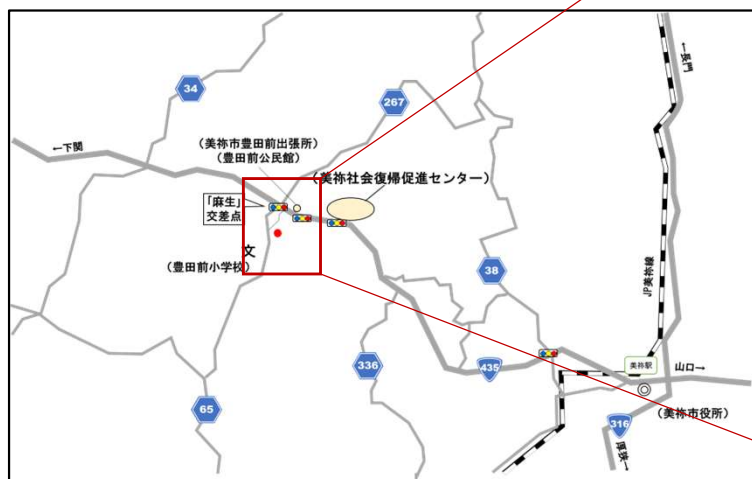 ←長門
34
267
←下関
（美祢市豊田前出張所）
（豊田前公民館）
（美祢社会復帰促進センター）
「麻生」
交差点
文
（豊田前小学校）
38
JP美祢線
336
435
美祢駅
山口→
65
（美祢市役所）
316
厚狭→